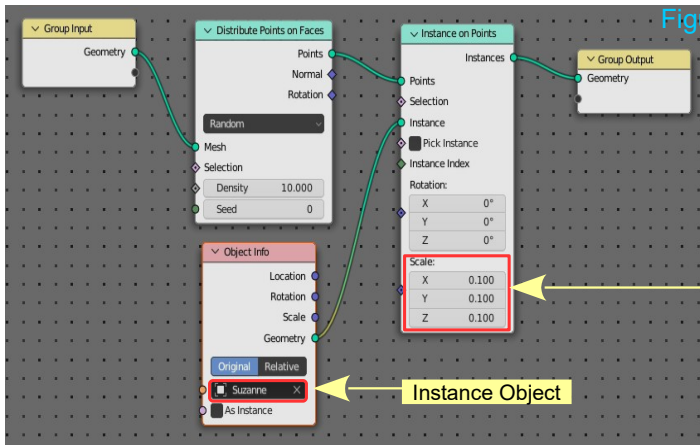 Fig
Group Input
Geometry
Distribute Points on Faces
Points
Normal
Rotation
Random
Mesh
Selection
Density 10.000
Seed 0
Instance on Points
Instances
Points
Selection
Instance
Pick Instance
Instance Index
Rotation:
X 0°
Y 0°
Z 0°
Scale:
X 0.100
Y 0.100
Z 0.100
Group Output
Geometry
Object Info
Location
Rotation
Scale
Geometry
Original Relative
Suzanne
As Instance
Instance Object